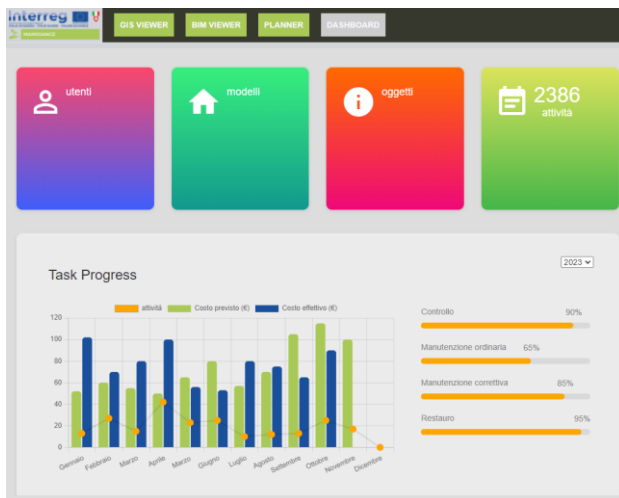 Interreg
MAINTENANCE
GIS VIEWER
BIM VIEWER
PLANNER
DASHBOARD
utenti
modelli
oggetti
2386
attività
2023
Task Progress
attività
Costo previsto (€)
Costo effettivo (€)
120
100
80
60
40
20
0
Gennaio
Febbraio
Marzo
Aprile
Marzo
Giugno
Luglio
Agosto
Settembre
Ottobre
Novembre
Dicembre
Controllo 90%
Manutenzione ordinaria 65%
Manutenzione correttiva 85%
Restauro 95%